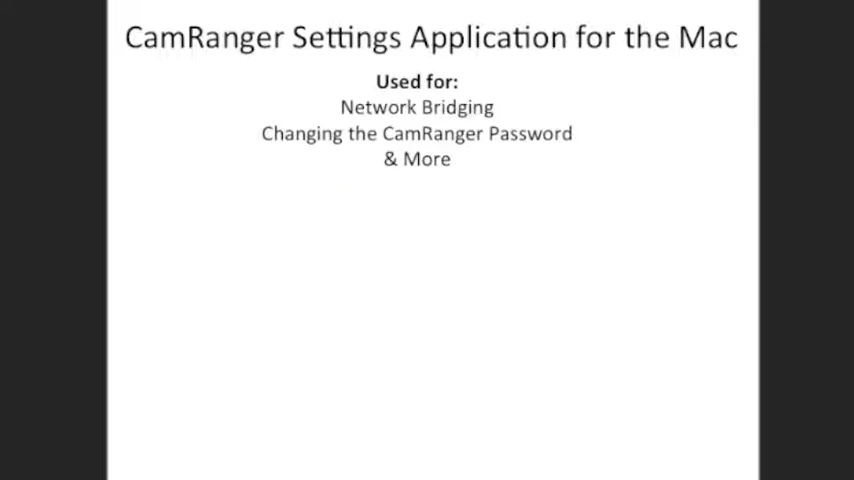 CamRanger Settings Application for the Mac
Used for:
Network Bridging
Changing the CamRanger Password
& More